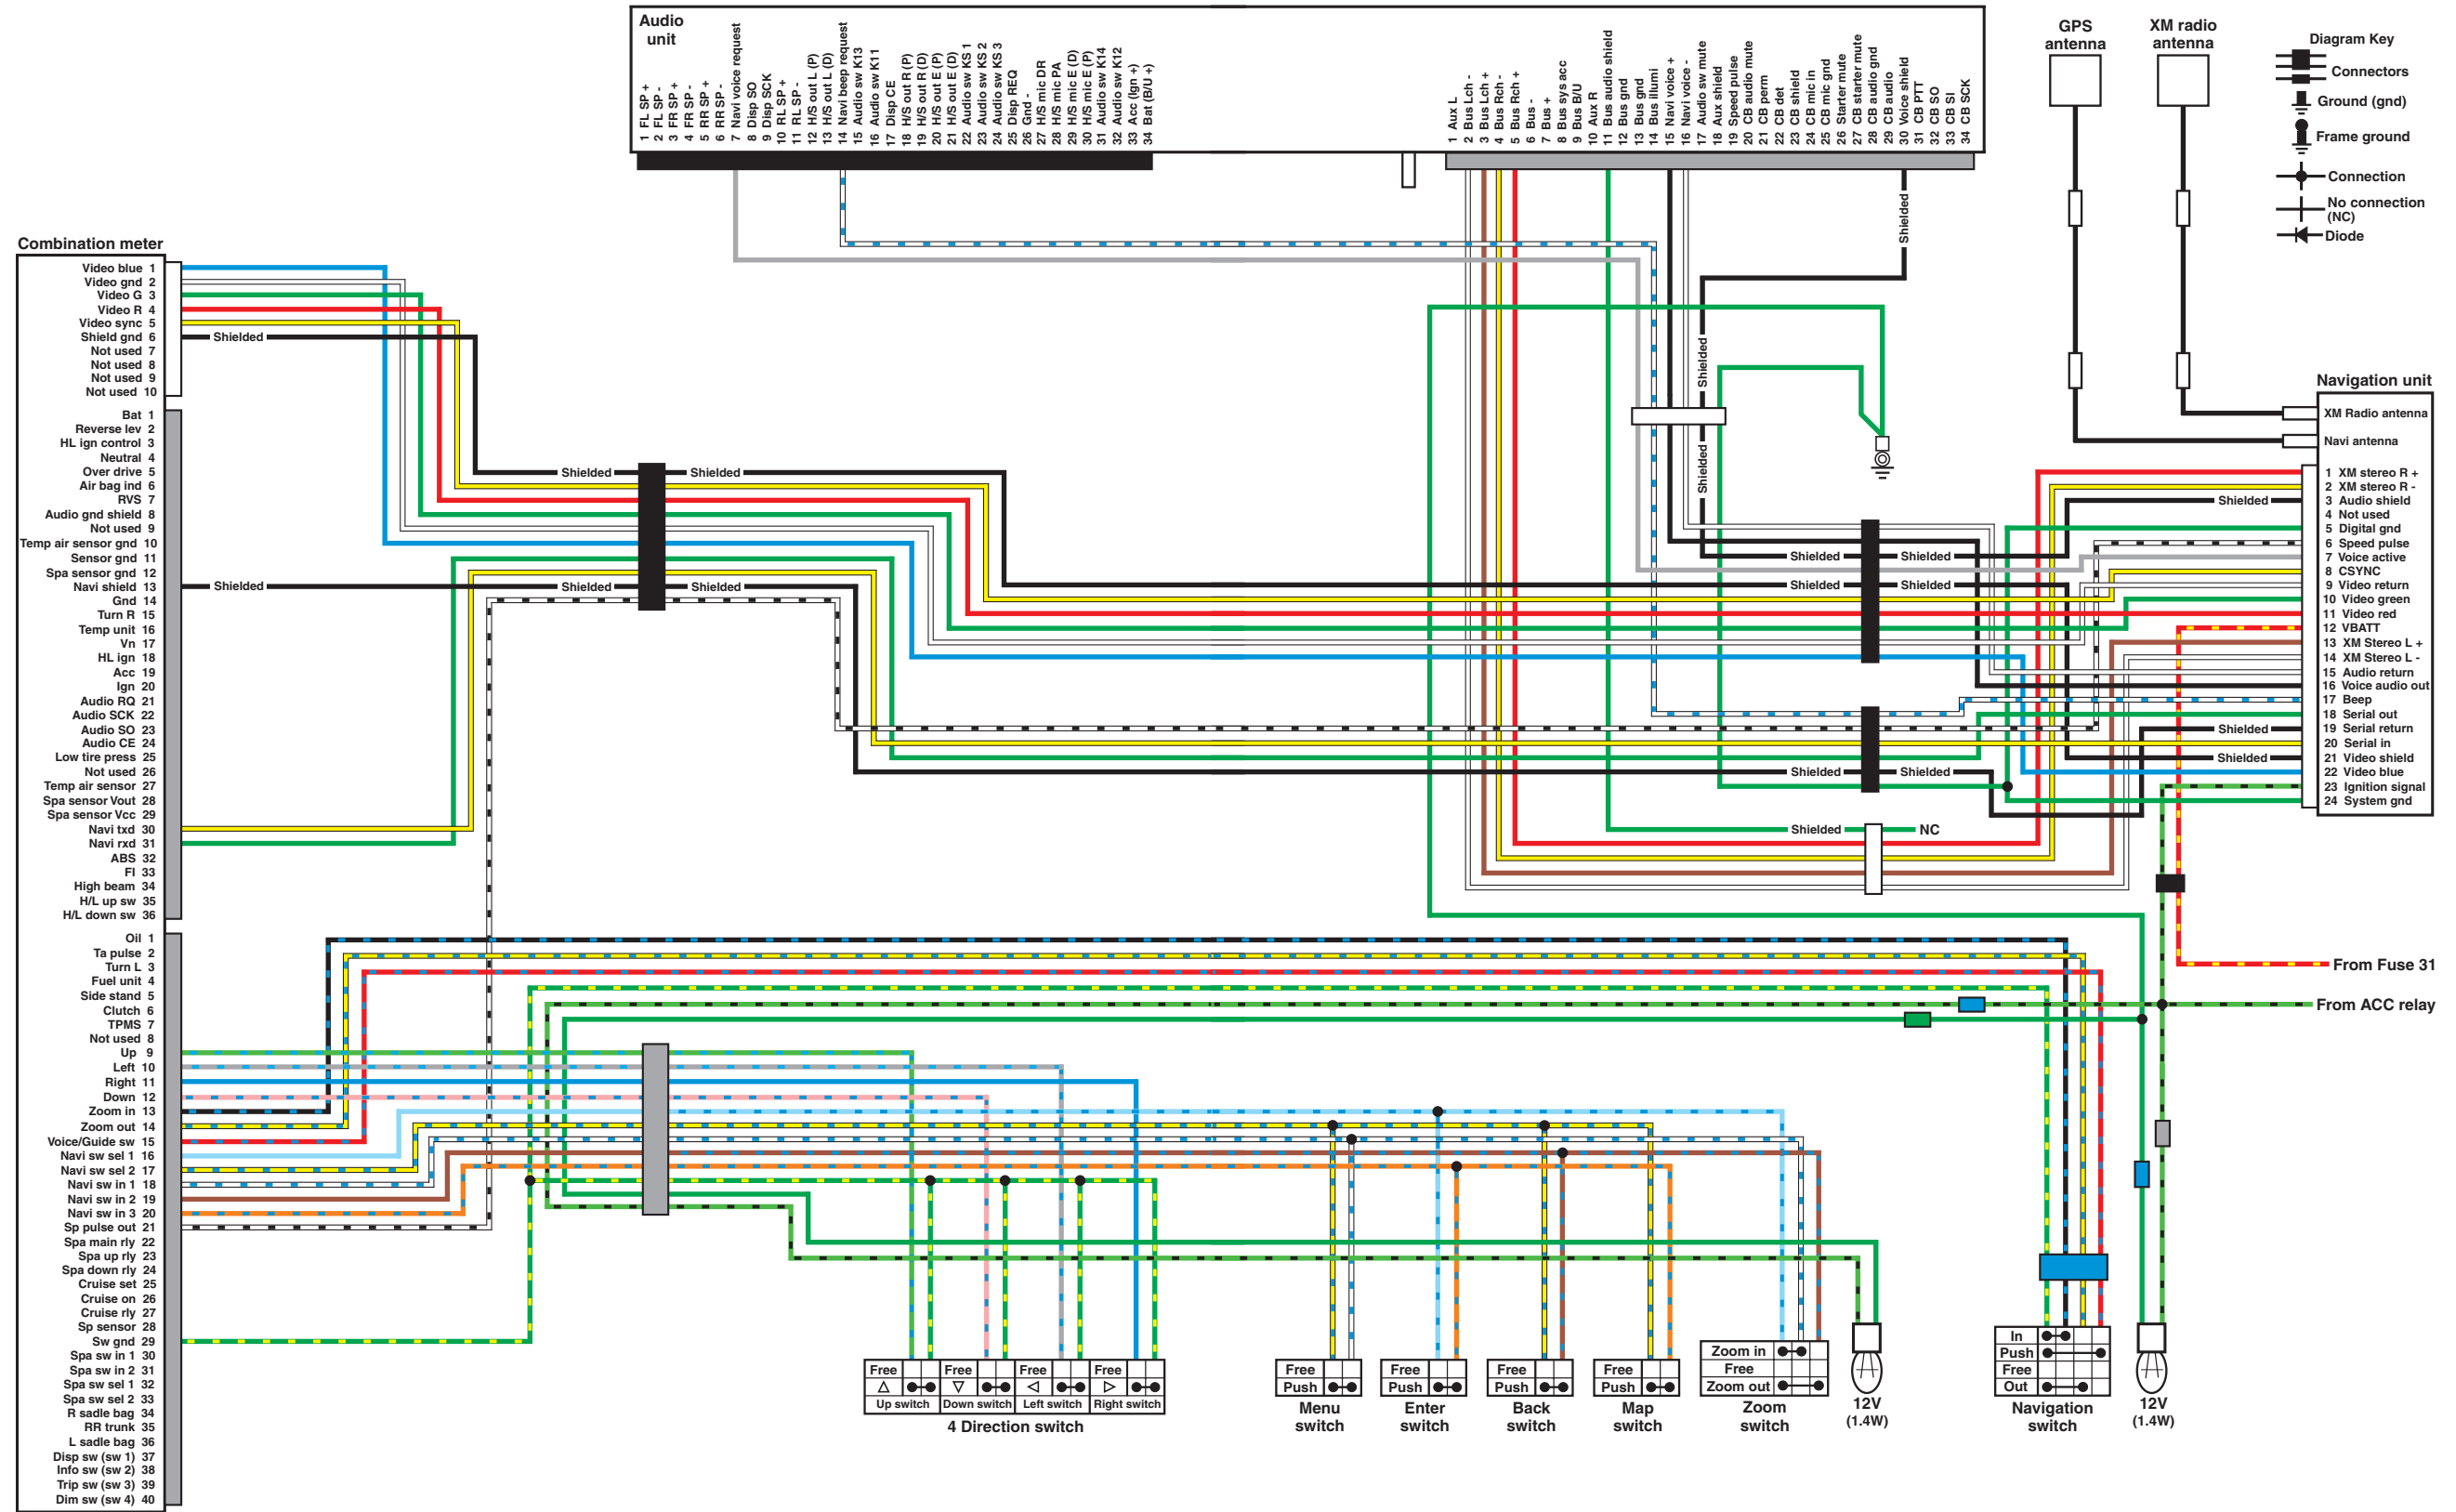 Audio
unit
1 FL SP +
2 FL SP -
3 FR SP +
4 FR SP -
5 RR SP +
6 RR SP -
7 Navi voice request
8 Disp SO
9 Disp SCK
10 RL SP +
11 RL SP -
12 H/S out L (P)
13 H/S out L (D)
14 Navi beep request
15 Audio sw K13
16 Audio sw K11
17 Disp CE
18 H/S out R (P)
19 H/S out R (D)
20 H/S out E (P)
21 H/S out E (D)
22 Audio sw KS 1
23 Audio sw KS 2
24 Audio sw KS 3
25 Disp REQ
26 Gnd -
27 H/S mic DR
28 H/S mic PA
29 H/S mic E (D)
30 H/S mic E (P)
31 Audio sw K14
32 Audio sw K12
33 Acc (Ign +)
34 Bat (B/U +)
1 Aux L
2 Bus Lch -
3 Bus Lch +
4 Bus Rch -
5 Bus Rch +
6 Bus -
7 Bus +
8 Bus sys acc
9 Bus B/U
10 Aux R
11 Bus audio shield
12 Bus gnd
13 Bus gnd
14 Bus illumi
15 Navi voice +
16 Navi voice -
17 Audio sw mute
18 Aux shield
19 Speed pulse
20 CB audio mute
21 CB perm
22 CB det
23 CB shield
24 CB mic in
25 CB mic gnd
26 Starter mute
27 CB starter mute
28 CB audio gnd
29 CB audio
30 Voice shield
31 CB PTT
32 CB SO
33 CB SI
34 CB SCK
GPS
antenna
XM radio
antenna
Diagram Key
Connectors
Ground (gnd)
Frame ground
Connection
No connection
(NC)
Diode
Shielded
Shielded
Shielded
Combination meter
Video blue 1
Video gnd 2
Video G 3
Video R 4
Video sync 5
Shield gnd 6
Shielded
Not used 7
Not used 8
Not used 9
Not used 10
Bat 1
Reverse lev 2
HL ign control 3
Neutral 4
Over drive 5
Air bag ind 6
RVS 7
Audio gnd shield 8
Not used 9
Temp air sensor gnd 10
Sensor gnd 11
Spa sensor gnd 12
Navi shield 13
Gnd 14
Turn R 15
Temp unit 16
Vn 17
HL ign 18
Acc 19
Ign 20
Audio RQ 21
Audio SCK 22
Audio SO 23
Audio CE 24
Low tire press 25
Not used 26
Temp air sensor 27
Spa sensor Vout 28
Spa sensor Vcc 29
Navi txd 30
Navi rxd 31
ABS 32
FI 33
High beam 34
H/L up sw 35
H/L down sw 36
Oil 1
Ta pulse 2
Turn L 3
Fuel unit 4
Side stand 5
Clutch 6
TPMS 7
Not used 8
Up 9
Left 10
Right 11
Down 12
Zoom in 13
Zoom out 14
Voice/Guide sw 15
Navi sw sel 1 16
Navi sw sel 2 17
Navi sw in 1 18
Navi sw in 2 19
Navi sw in 3 20
Sp pulse out 21
Spa main rly 22
Spa up rly 23
Spa down rly 24
Cruise set 25
Cruise on 26
Cruise rly 27
Sp sensor 28
Sw gnd 29
Spa sw in 1 30
Spa sw in 2 31
Spa sw sel 1 32
Spa sw sel 2 33
R sadle bag 34
RR trunk 35
L sadle bag 36
Disp sw (sw 1) 37
Info sw (sw 2) 38
Trip sw (sw 3) 39
Dim sw (sw 4) 40
Shielded Shielded
Shielded Shielded Shielded
Shielded Shielded
Shielded Shielded
Shielded Shielded
Shielded NC
Navigation unit
XM Radio antenna
Navi antenna
1 XM stereo R +
2 XM stereo R -
Shielded 3 Audio shield
4 Not used
5 Digital gnd
6 Speed pulse
7 Voice active
8 CSYNC
9 Video return
10 Video green
11 Video red
12 VBATT
13 XM Stereo L +
14 XM Stereo L -
15 Audio return
16 Voice audio out
17 Beep
18 Serial out
Shielded 19 Serial return
20 Serial in
Shielded 21 Video shield
22 Video blue
23 Ignition signal
24 System gnd
From Fuse 31
From ACC relay
Free Free Free Free
Up switch Down switch Left switch Right switch
4 Direction switch
Free
Push
Menu
switch
Free
Push
Enter
switch
Free
Push
Back
switch
Free
Push
Map
switch
Zoom in
Free
Zoom out
Zoom
switch
12V
(1.4W)
In
Push
Free
Out
Navigation
switch
12V
(1.4W)